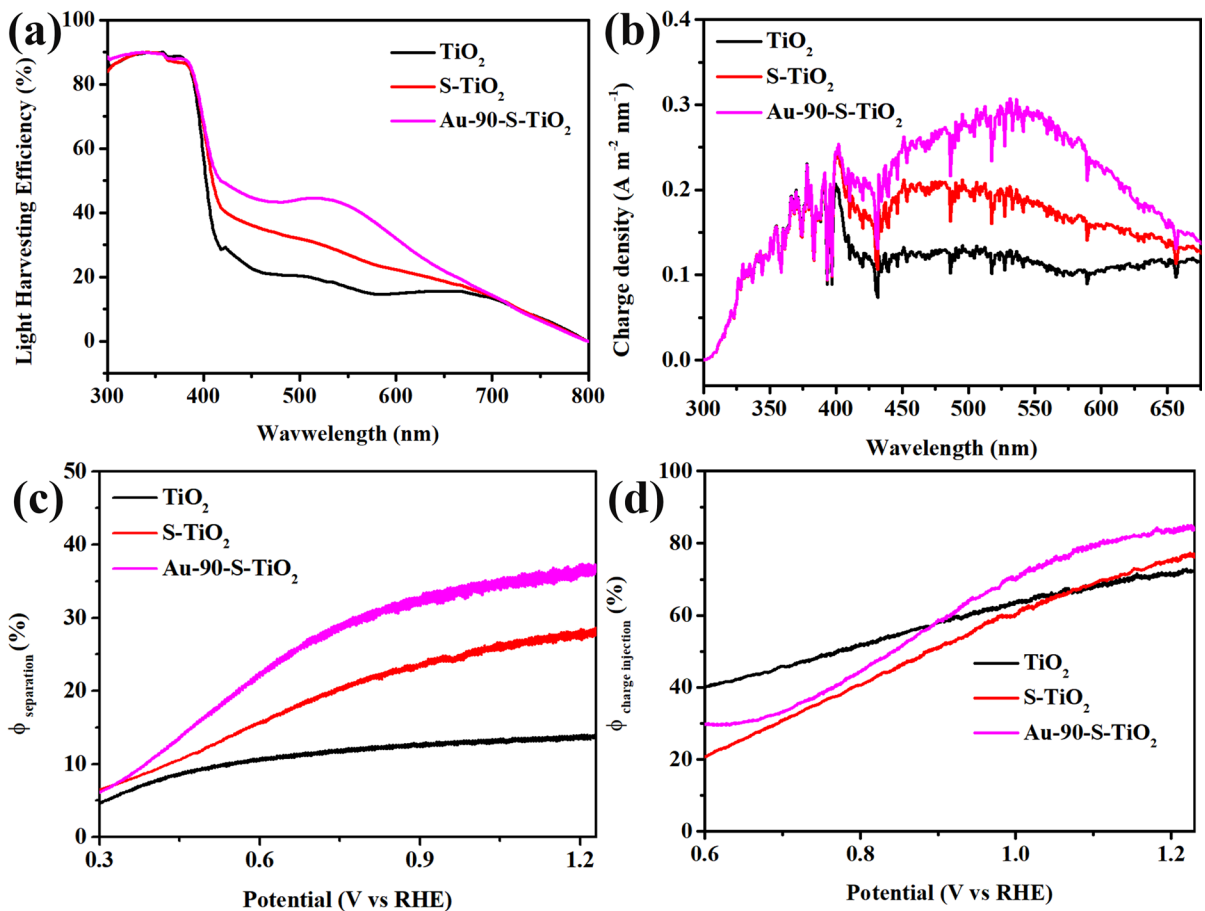 (a)
TiO2
S-TiO2
Au-90-S-TiO2
100
80
60
40
20
0
Light Harvesting Efficiency (%)
300 400 500 600 700 800
Wavwelength (nm)
(b)
TiO2
S-TiO2
Au-90-S-TiO2
0.4
0.3
0.2
0.1
0.0
Charge density (A m-2 nm-1)
300 350 400 450 500 550 600 650
Wavelength (nm)
(c)
TiO2
S-TiO2
Au-90-S-TiO2
50
40
30
20
10
0
ϕ separation (%)
0.3 0.6 0.9 1.2
Potential (V vs RHE)
(d)
100
80
60
40
20
0
ϕ charge injection (%)
TiO2
S-TiO2
Au-90-S-TiO2
0.6 0.8 1.0 1.2
Potential (V vs RHE)